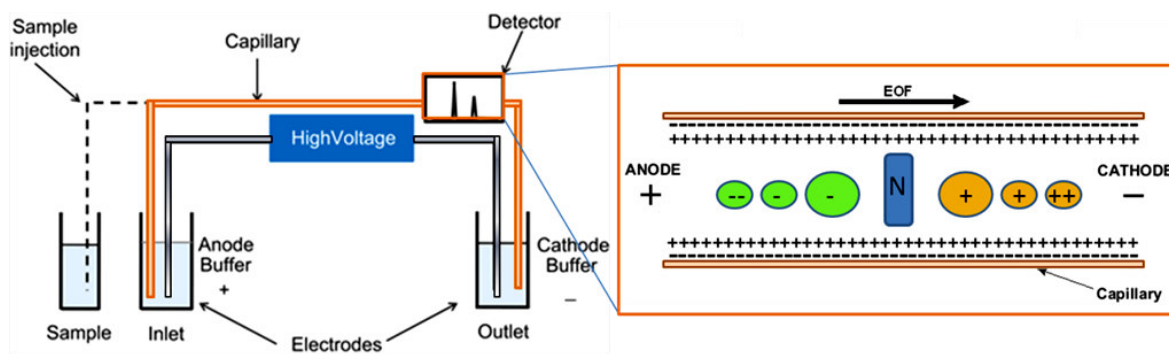 Sample
injection
Capillary
Detector
HighVoltage
Anode
Buffer
+
Cathode
Buffer
–
Sample
Inlet
Electrodes
Outlet
EOF
------------------------------------------------
++++++++++++++++++++++++++++++++++++++
ANODE
+
--
-
-
N
+
+
++
CATHODE
–
++++++++++++++++++++++++++++++++++++++
------------------------------------------------
Capillary